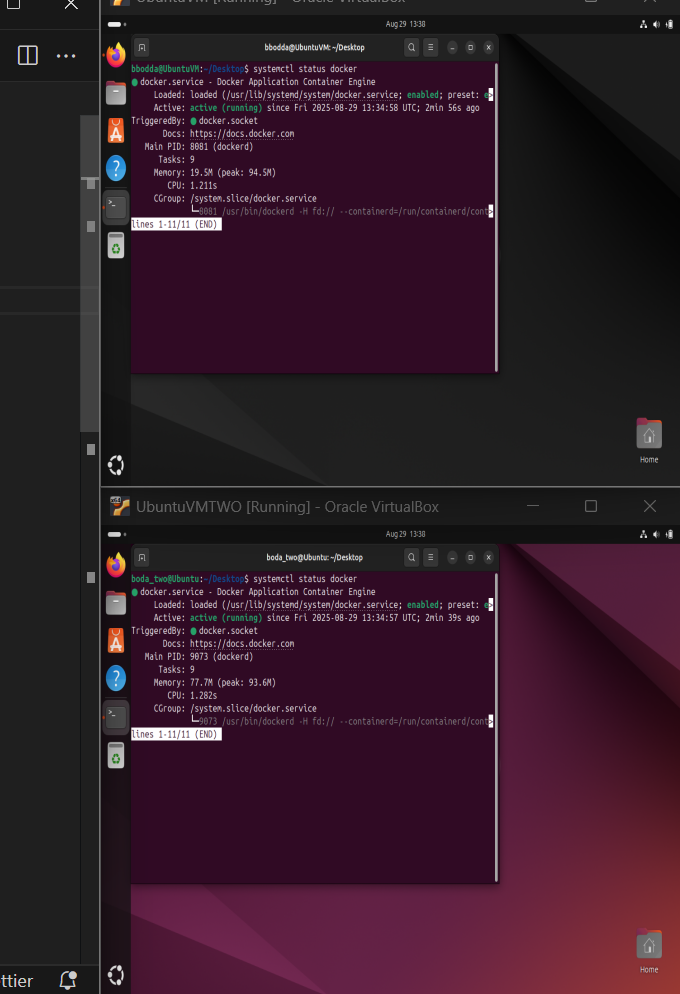 UbuntuVM [Running] - Oracle VirtualBox
Aug 29 13:38
bbodda@UbuntuVM: ~/Desktop
bbodda@UbuntuVM:~/Desktop$ systemctl status docker
● docker.service - Docker Application Container Engine
Loaded: loaded (/usr/lib/systemd/system/docker.service; enabled; preset: e>
Active: active (running) since Fri 2025-08-29 13:34:58 UTC; 2min 56s ago
TriggeredBy: ● docker.socket
Docs: https://docs.docker.com
Main PID: 8081 (dockerd)
Tasks: 9
Memory: 19.5M (peak: 94.5M)
CPU: 1.211s
CGroup: /system.slice/docker.service
└─8081 /usr/bin/dockerd -H fd:// --containerd=/run/containerd/cont>
lines 1-11/11 (END)
Home
UbuntuVMTWO [Running] - Oracle VirtualBox
Aug 29 13:38
boda_two@Ubuntu: ~/Desktop
boda_two@Ubuntu:~/Desktop$ systemctl status docker
● docker.service - Docker Application Container Engine
Loaded: loaded (/usr/lib/systemd/system/docker.service; enabled; preset: e>
Active: active (running) since Fri 2025-08-29 13:34:57 UTC; 2min 39s ago
TriggeredBy: ● docker.socket
Docs: https://docs.docker.com
Main PID: 9073 (dockerd)
Tasks: 9
Memory: 77.7M (peak: 93.6M)
CPU: 1.282s
CGroup: /system.slice/docker.service
└─9073 /usr/bin/dockerd -H fd:// --containerd=/run/containerd/cont>
lines 1-11/11 (END)
Home
ttier